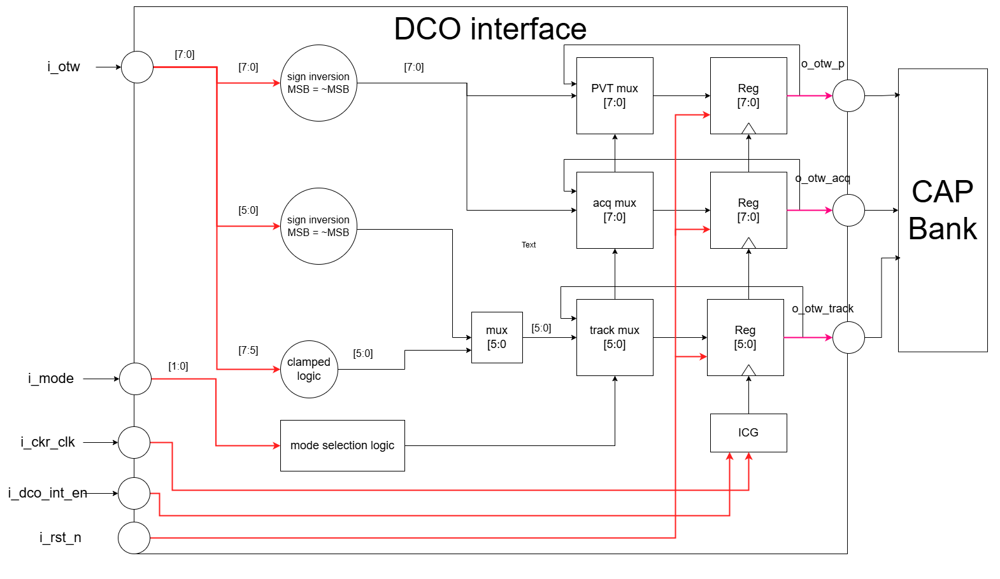 DCO interface
i_otw
[7:0]
[7:0]
sign inversion
MSB = ~MSB
[7:0]
PVT mux
[7:0]
Reg
[7:0]
o_otw_p
[5:0]
sign inversion
MSB = ~MSB
acq mux
[7:0]
Reg
[7:0]
o_otw_acq
CAP
Bank
Text
[7:5]
clamped
logic
[5:0]
mux
[5:0
[5:0]
track mux
[5:0]
Reg
[5:0]
o_otw_track
i_mode
[1:0]
mode selection logic
ICG
i_ckr_clk
i_dco_int_en
i_rst_n